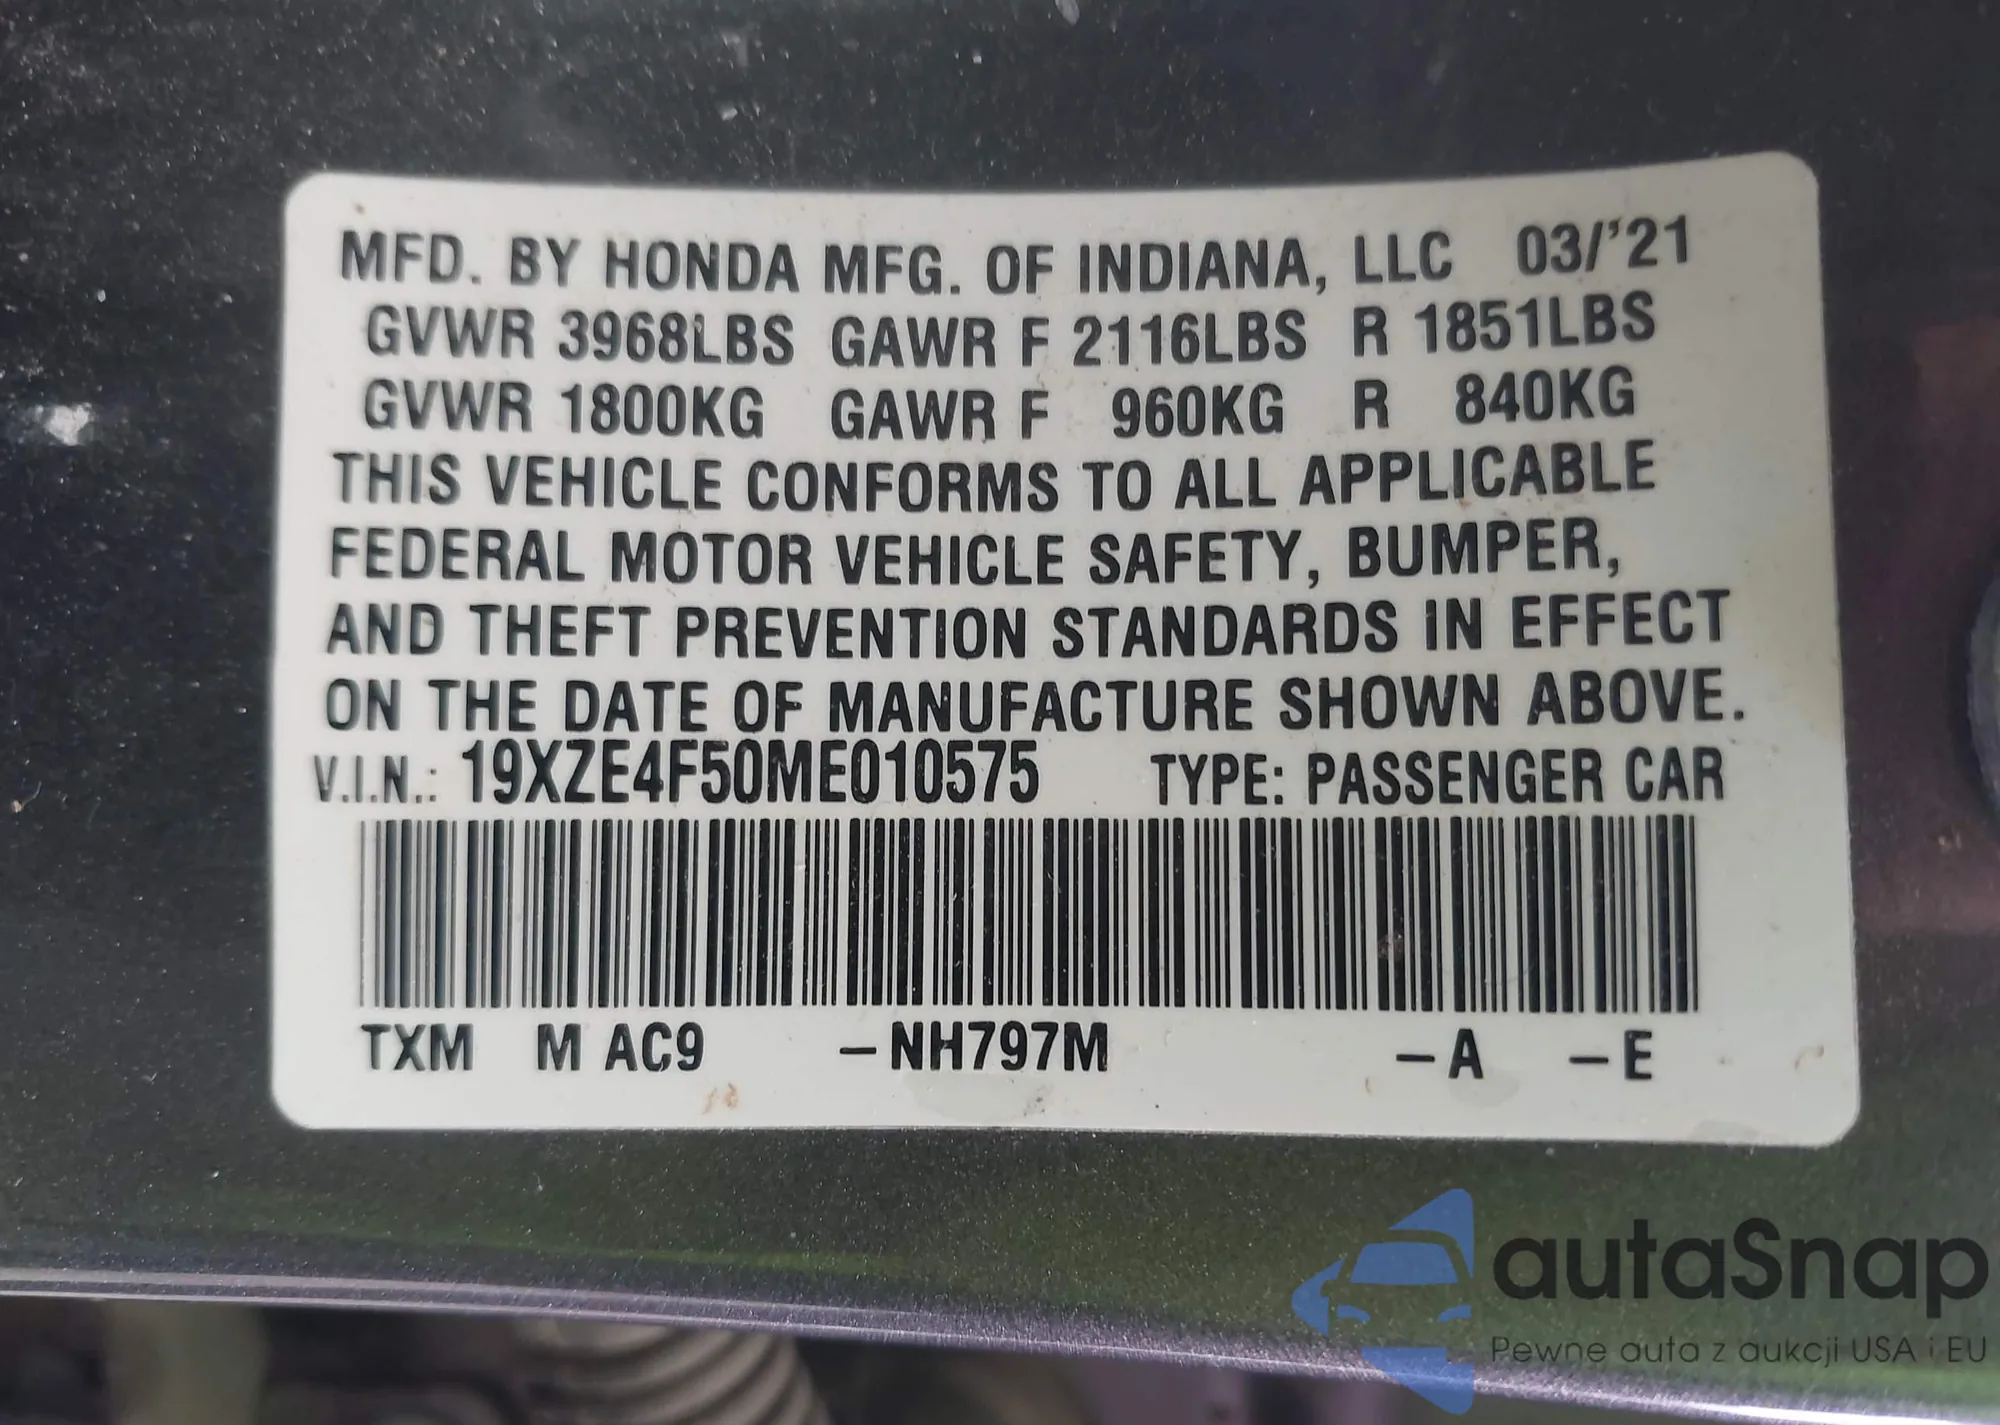 MFD. BY HONDA MFG. OF INDIANA, LLC 03/'21
GVWR 3968LBS GAWR F 2116LBS R 1851LBS
GVWR 1800KG GAWR F 960KG R 840KG
THIS VEHICLE CONFORMS TO ALL APPLICABLE
FEDERAL MOTOR VEHICLE SAFETY, BUMPER,
AND THEFT PREVENTION STANDARDS IN EFFECT
ON THE DATE OF MANUFACTURE SHOWN ABOVE.
V.I.N.: 19XZE4F50ME010575 TYPE: PASSENGER CAR
TXM M AC9 –NH797M –A –E
autaSnap
Pewne auta z aukcji USA i EU